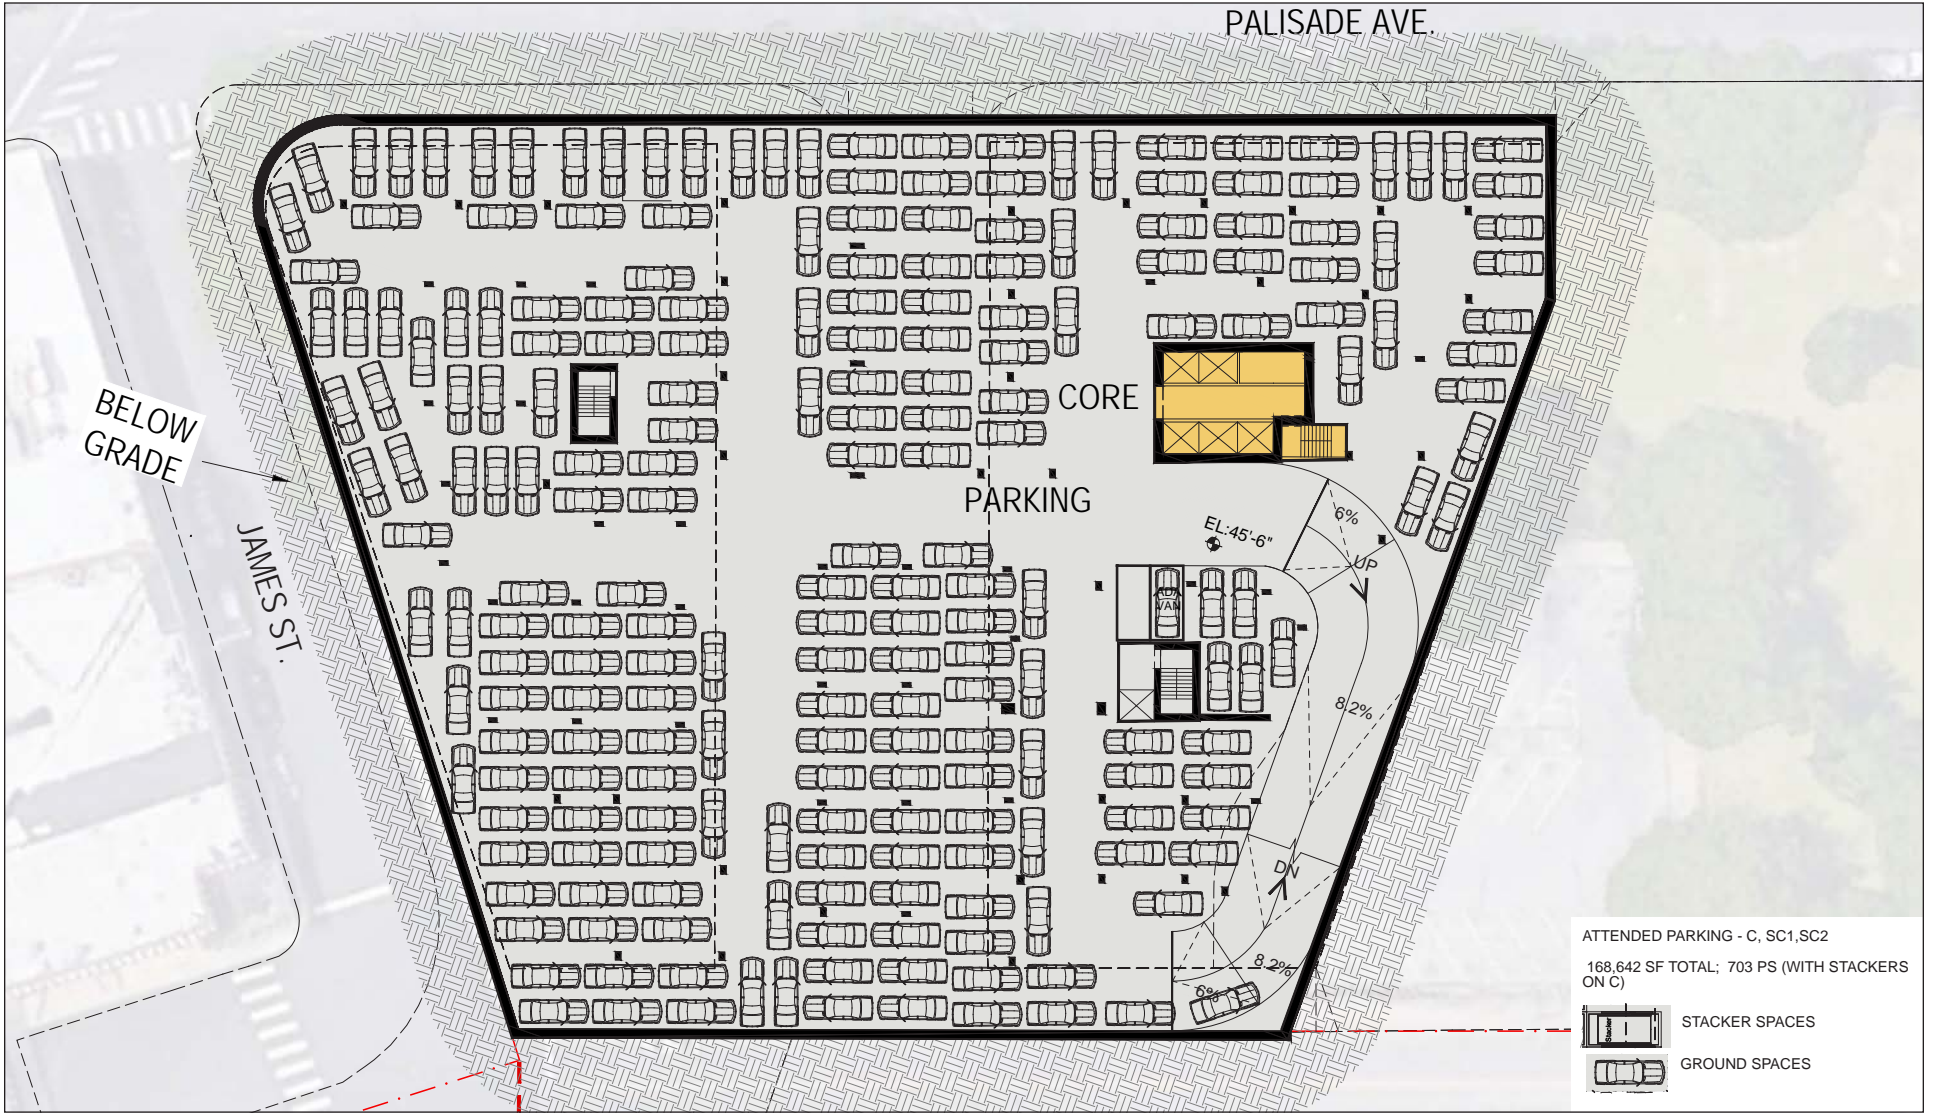 PALISADE AVE.
BELOW
GRADE
JAMES ST.
CORE
PARKING
EL:45'-6"
6%
UP
ADA
VAN
8.2%
DN
8.2%
6%
ATTENDED PARKING - C, SC1,SC2
168,642 SF TOTAL; 703 PS (WITH STACKERS
ON C)
Stacker
STACKER SPACES
GROUND SPACES